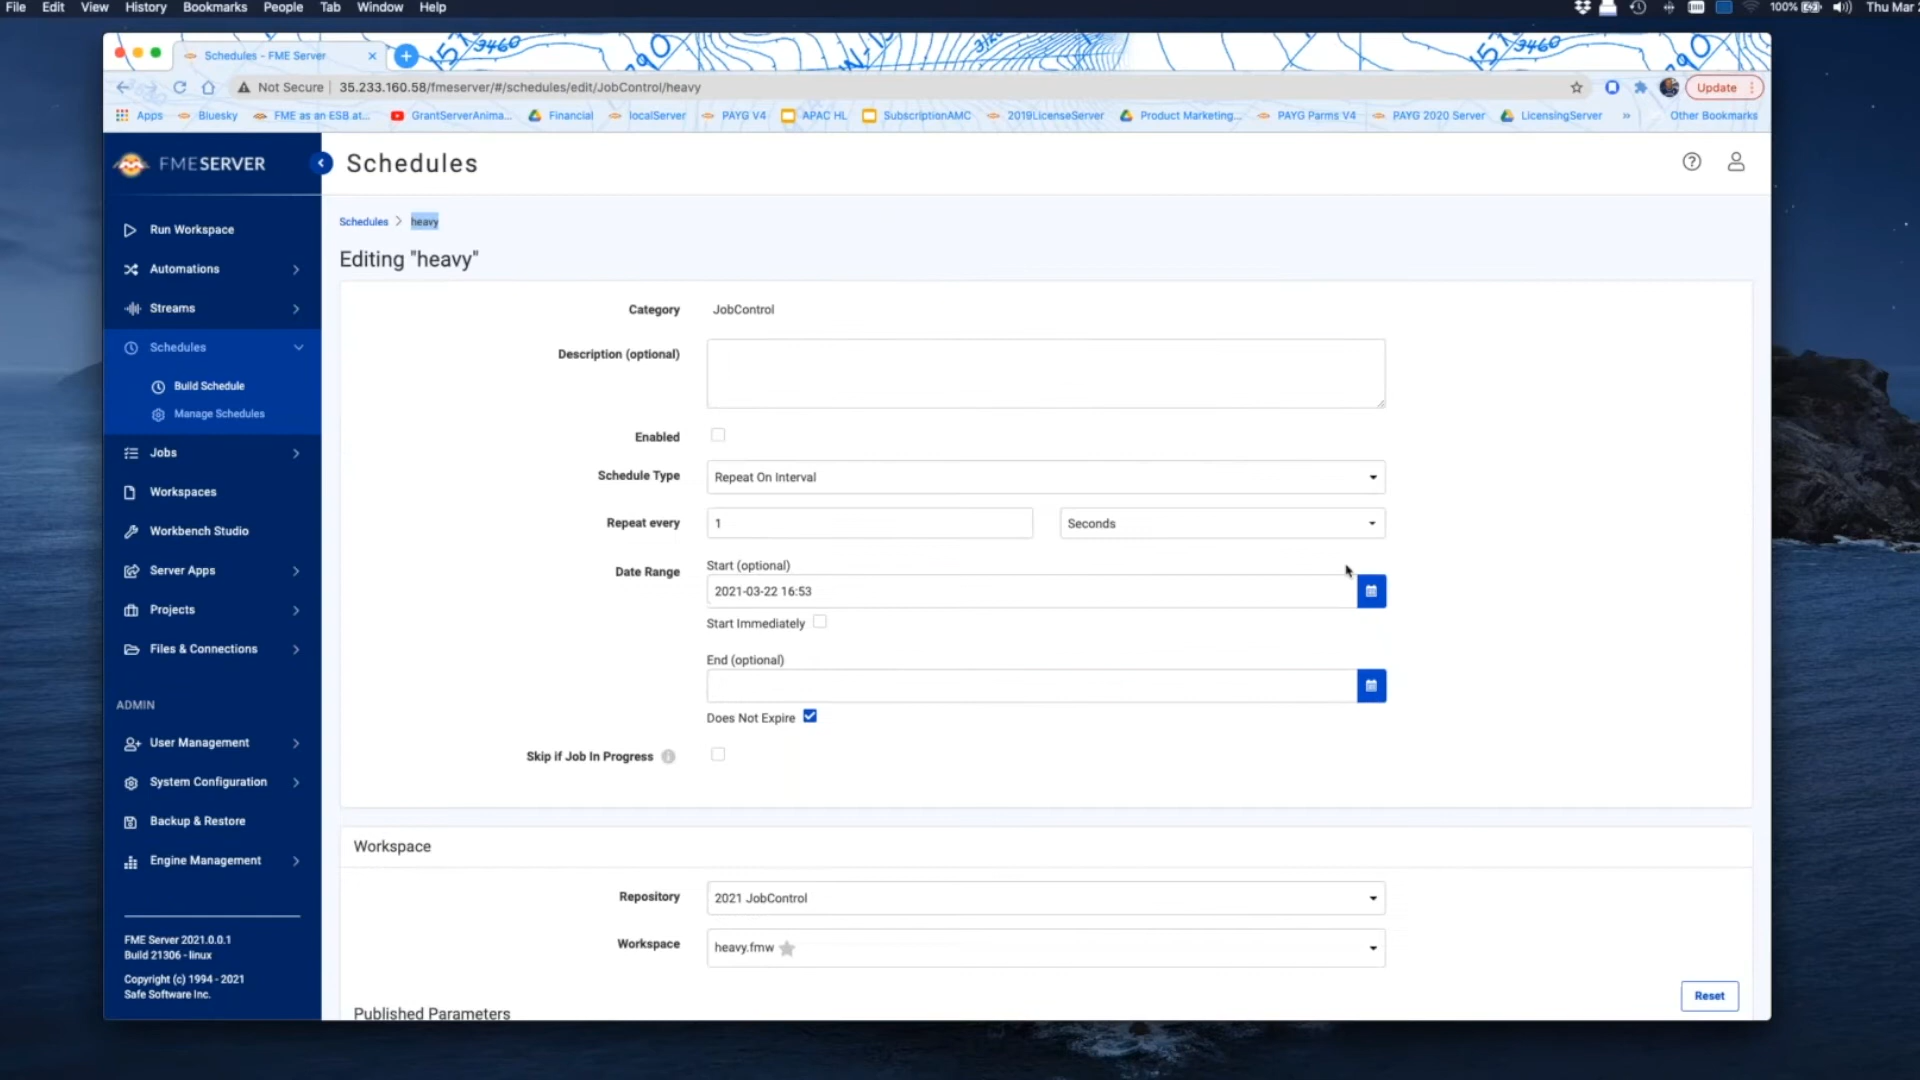 File Edit View History Bookmarks People Tab Window Help 100% Thu Mar
Schedules - FME Server
3460
Not Secure 35.233.160.58/fmeserver/#/schedules/edit/JobControl/heavy Update
Apps Bluesky FME as an ESB at... GrantServerAnima... Financial localServer PAYG V4 APAC HL SubscriptionAMC 2019LicenseServer Product Marketing... PAYG Parms V4 PAYG 2020 Server LicensingServer » Other Bookmarks
FMESERVER
Schedules
Run Workspace
Automations
Streams
Schedules
Build Schedule
Manage Schedules
Jobs
Workspaces
Workbench Studio
Server Apps
Projects
Files & Connections
ADMIN
User Management
System Configuration
Backup & Restore
Engine Management
FME Server 2021.0.0.1
Build 21306 - linux
Copyright (c) 1994 - 2021
Safe Software Inc.
Schedules > heavy
Editing "heavy"
Category JobControl
Description (optional)
Enabled
Schedule Type Repeat On Interval
Repeat every 1 Seconds
Date Range Start (optional)
2021-03-22 16:53
Start Immediately
End (optional)
Does Not Expire
Skip if Job In Progress
Workspace
Repository 2021 JobControl
Workspace heavy.fmw
Reset
Published Parameters